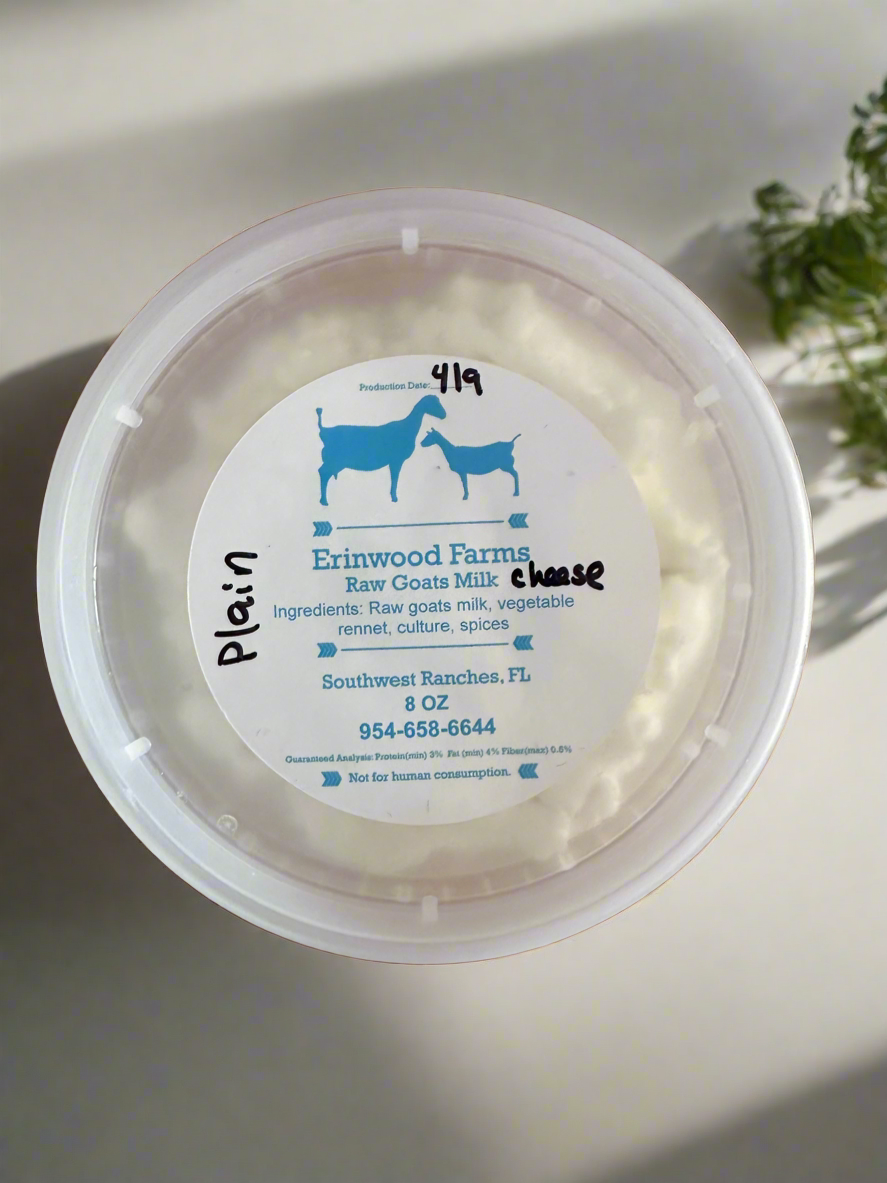 Production Date: 4/9
Plain
Erinwood Farms
Raw Goats Milk cheese
Ingredients: Raw goats milk, vegetable
rennet, culture, spices
Southwest Ranches, FL
8 OZ
954-658-6644
Guaranteed Analysis: Protein(min) 3% Fat (min) 4% Fiber(max) 0.6%
Not for human consumption.